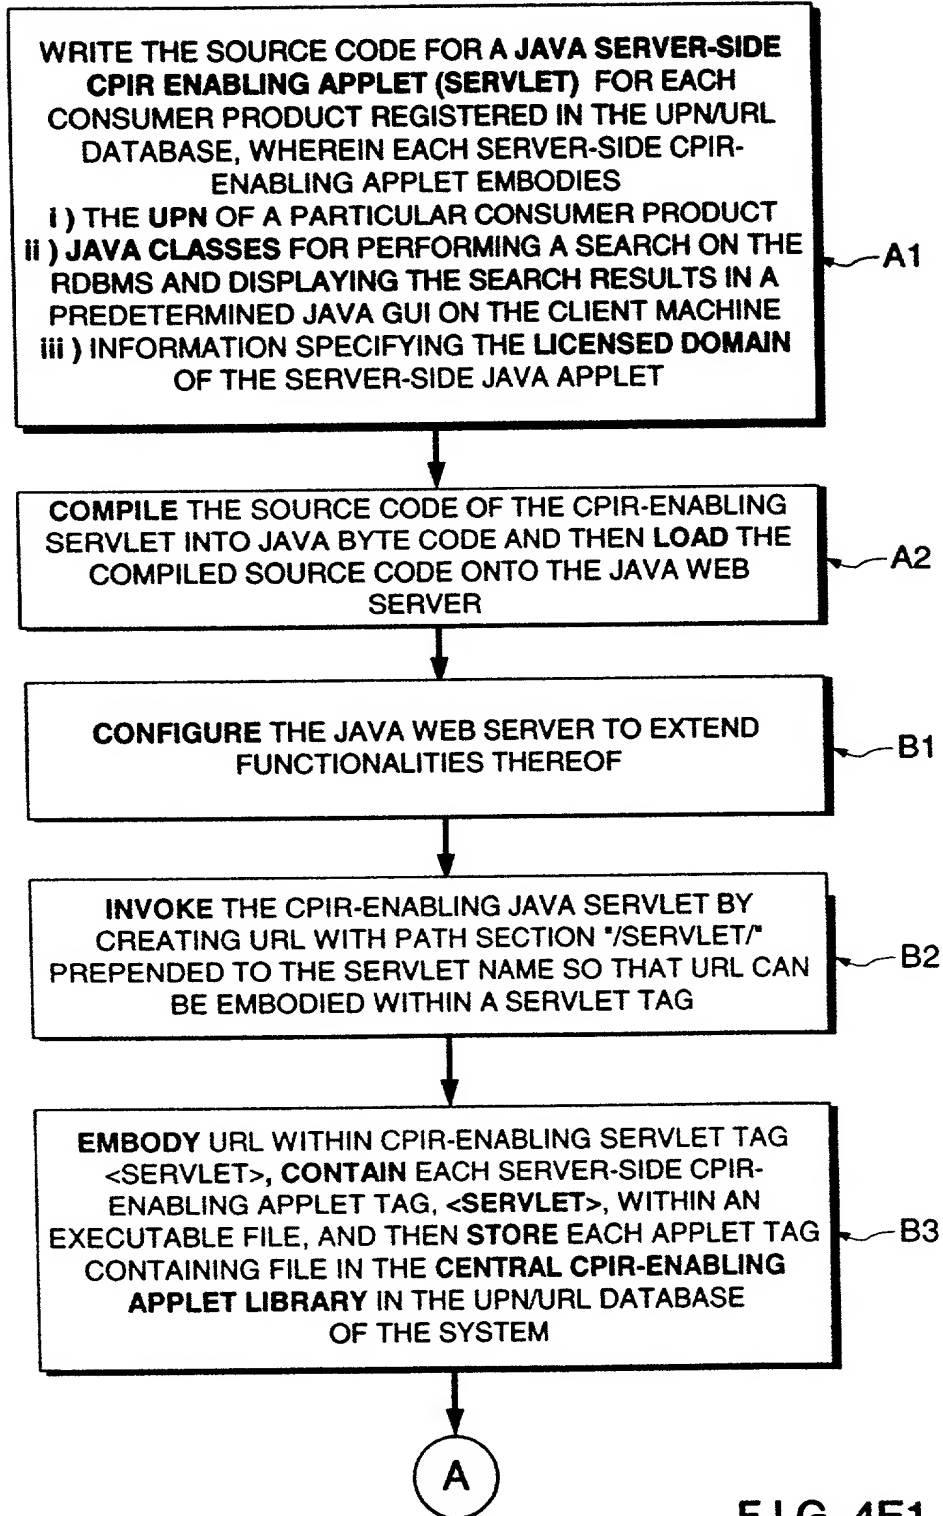 WRITE THE SOURCE CODE FOR A JAVA SERVER-SIDE
CPIR ENABLING APPLET (SERVLET) FOR EACH
CONSUMER PRODUCT REGISTERED IN THE UPN/URL
DATABASE, WHEREIN EACH SERVER-SIDE CPIR-
ENABLING APPLET EMBODIES
i ) THE UPN OF A PARTICULAR CONSUMER PRODUCT
ii ) JAVA CLASSES FOR PERFORMING A SEARCH ON THE
RDBMS AND DISPLAYING THE SEARCH RESULTS IN A
PREDETERMINED JAVA GUI ON THE CLIENT MACHINE
iii ) INFORMATION SPECIFYING THE LICENSED DOMAIN
OF THE SERVER-SIDE JAVA APPLET
A1
COMPILE THE SOURCE CODE OF THE CPIR-ENABLING
SERVLET INTO JAVA BYTE CODE AND THEN LOAD THE
COMPILED SOURCE CODE ONTO THE JAVA WEB
SERVER
A2
CONFIGURE THE JAVA WEB SERVER TO EXTEND
FUNCTIONALITIES THEREOF
B1
INVOKE THE CPIR-ENABLING JAVA SERVLET BY
CREATING URL WITH PATH SECTION "/SERVLET/"
PREPENDED TO THE SERVLET NAME SO THAT URL CAN
BE EMBODIED WITHIN A SERVLET TAG
B2
EMBODY URL WITHIN CPIR-ENABLING SERVLET TAG
<SERVLET>, CONTAIN EACH SERVER-SIDE CPIR-
ENABLING APPLET TAG, <SERVLET>, WITHIN AN
EXECUTABLE FILE, AND THEN STORE EACH APPLET TAG
CONTAINING FILE IN THE CENTRAL CPIR-ENABLING
APPLET LIBRARY IN THE UPN/URL DATABASE
OF THE SYSTEM
B3
A
FIG. 4E1